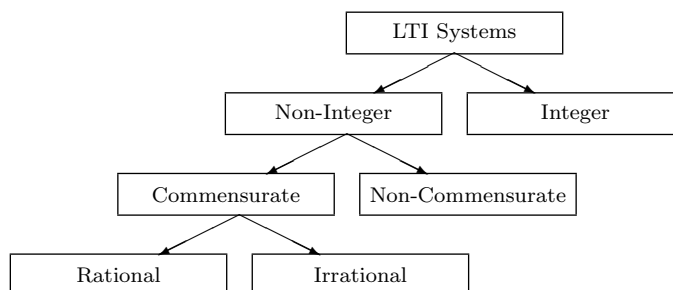 LTI Systems
Non-Integer
Integer
Commensurate
Non-Commensurate
Rational
Irrational